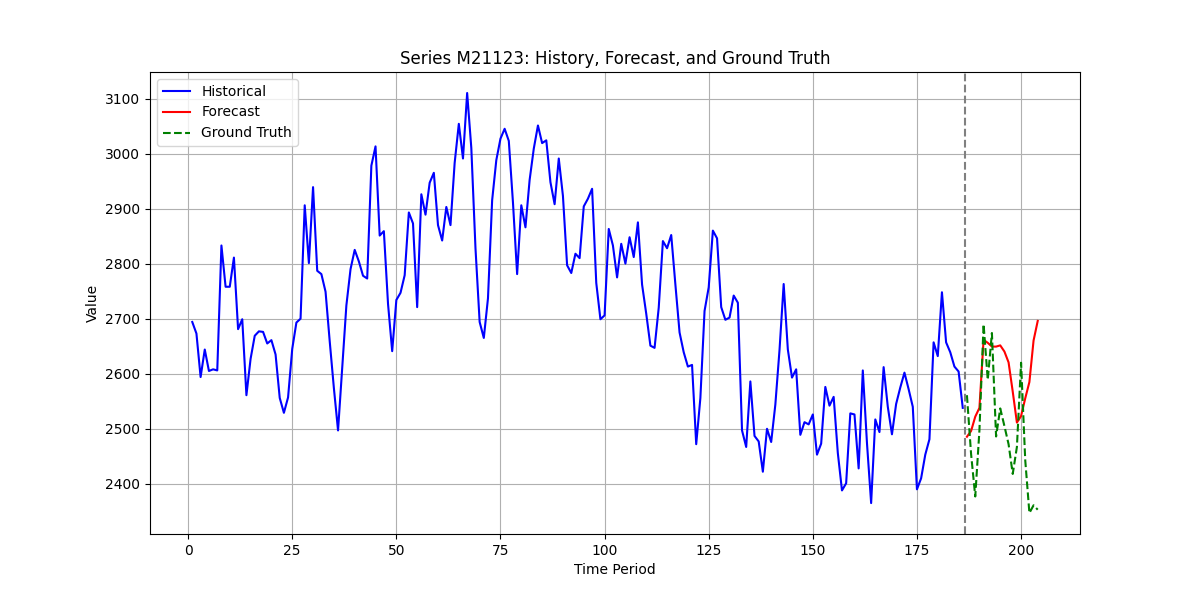 Series M21123: History, Forecast, and Ground Truth
Historical
Forecast
Ground Truth
3100
3000
2900
2800
2700
2600
2500
2400
Value
0 25 50 75 100 125 150 175 200
Time Period